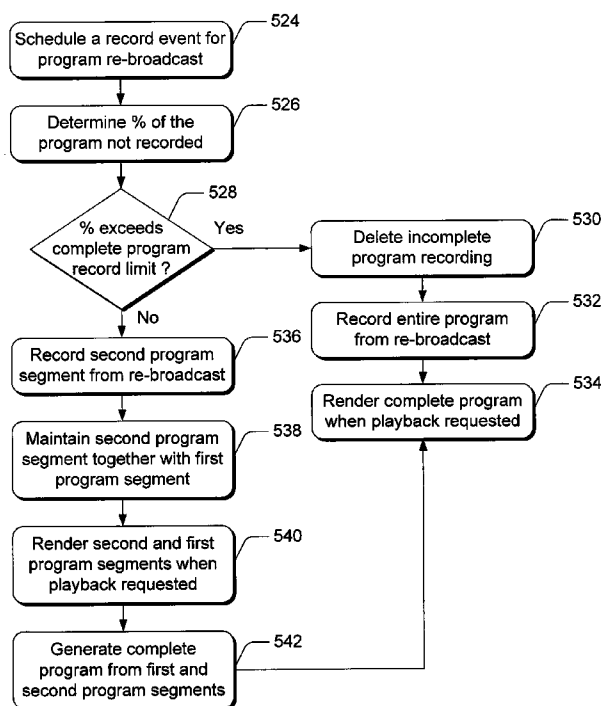 524
Schedule a record event for
program re-broadcast
526
Determine % of the
program not recorded
528
% exceeds
complete program
record limit ?
Yes
No
530
Delete incomplete
program recording
532
Record entire program
from re-broadcast
534
Render complete program
when playback requested
536
Record second program
segment from re-broadcast
538
Maintain second program
segment together with first
program segment
540
Render second and first
program segments when
playback requested
542
Generate complete
program from first and
second program segments